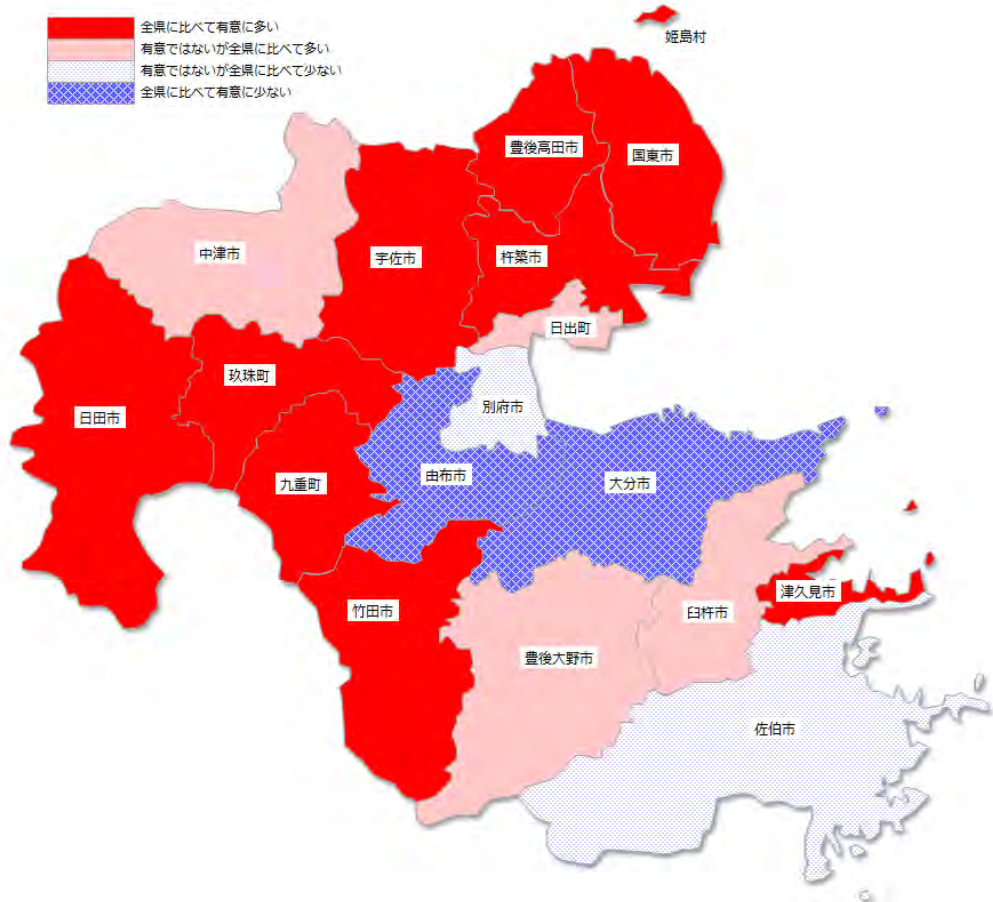 全県に比べて有意に多い
有意ではないが全県に比べて多い
有意ではないが全県に比べて少ない
全県に比べて有意に少ない
姫島村
豊後高田市
国東市
中津市
宇佐市
杵築市
日出町
玖珠町
別府市
日田市
由布市
大分市
九重町
津久見市
竹田市
臼杵市
豊後大野市
佐伯市